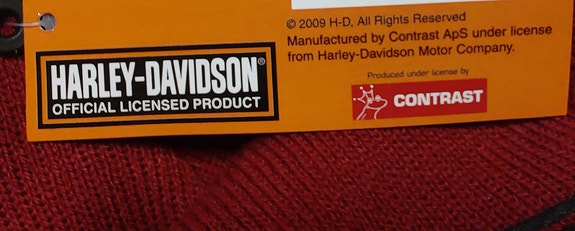 © 2009 H-D, All Rights Reserved
Manufactured by Contrast ApS under license
from Harley-Davidson Motor Company.
HARLEY-DAVIDSON®
OFFICIAL LICENSED PRODUCT
Produced under license by
CONTRAST